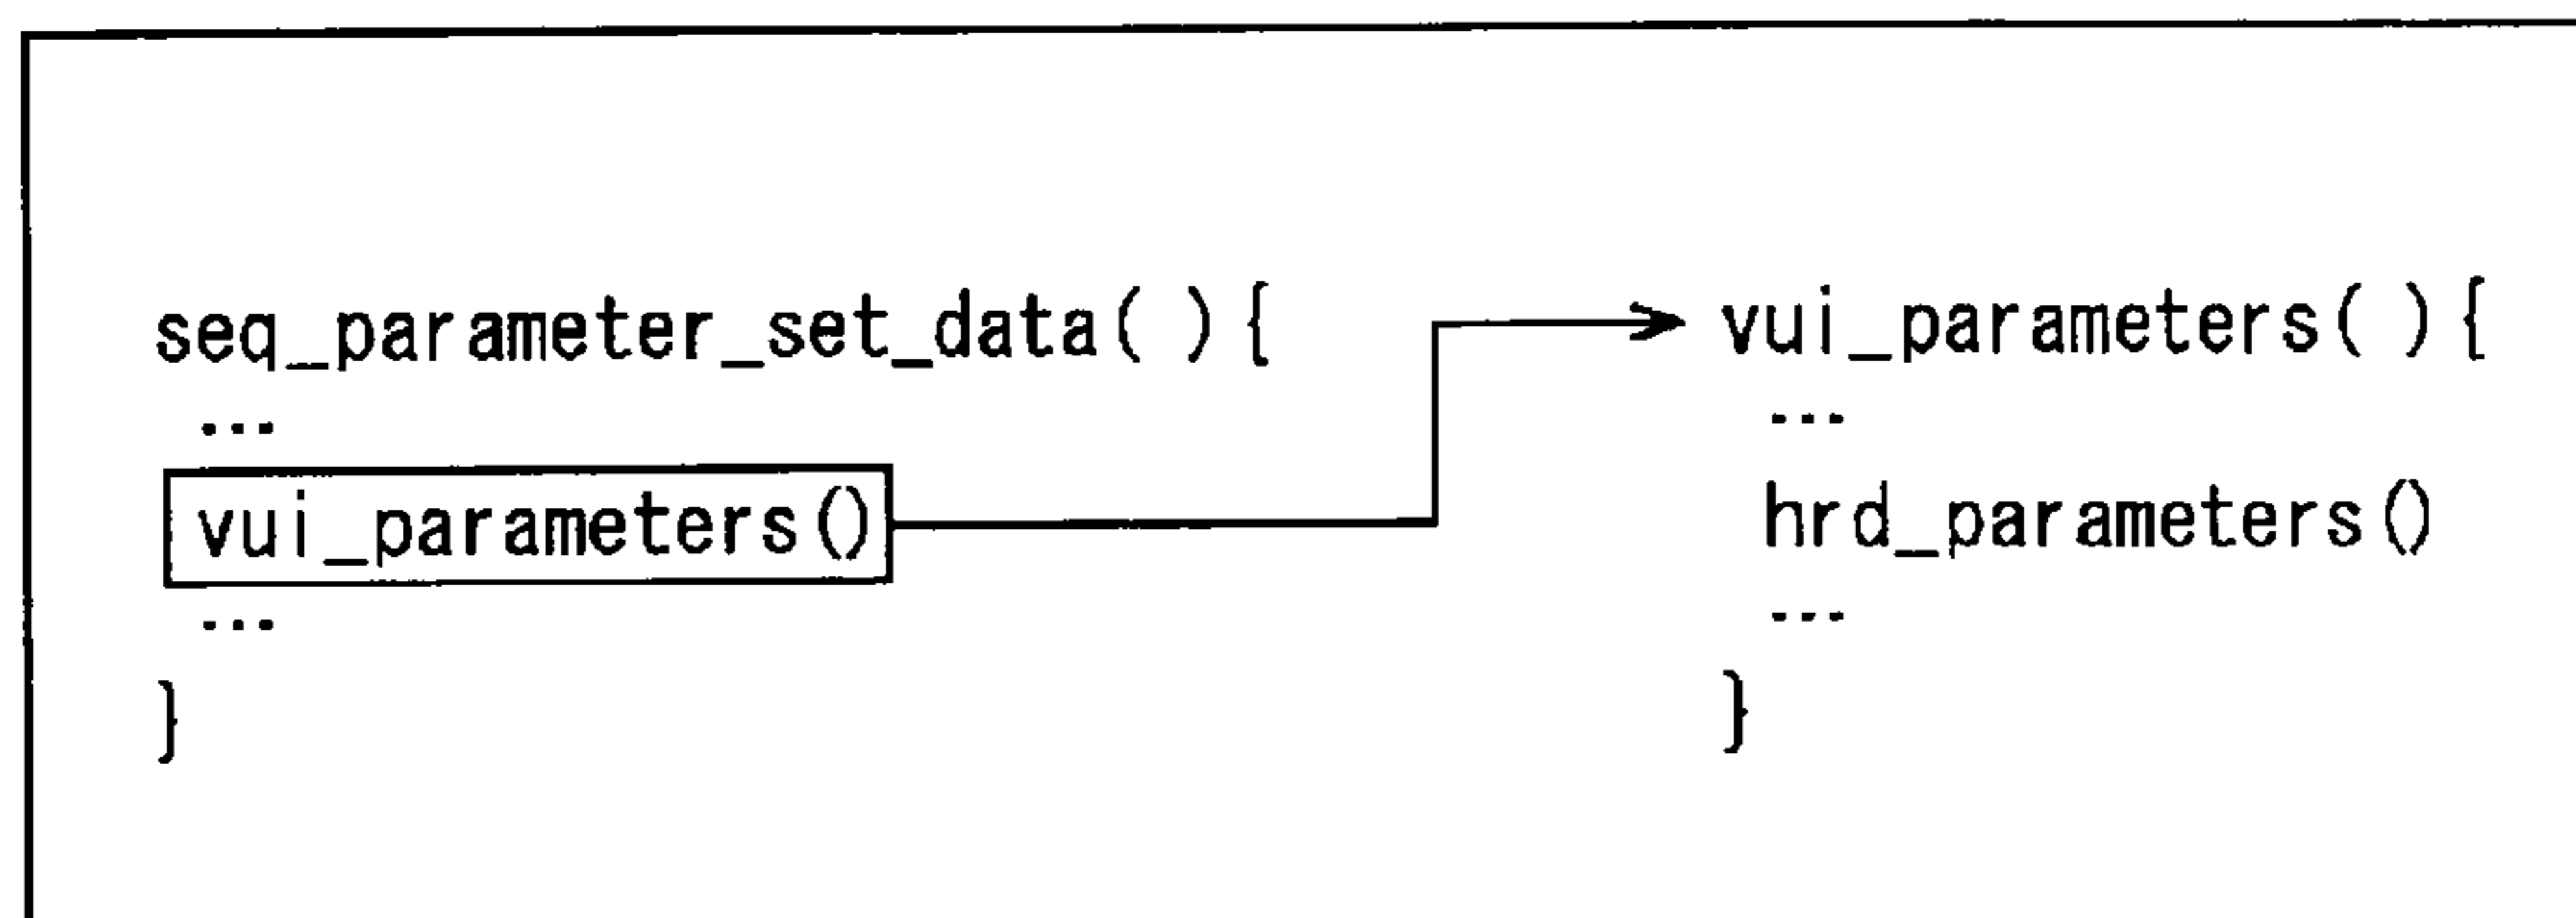 seq_parameter_set_data( ){
...
vui_parameters()
...
}
vui_parameters( ){
...
hrd_parameters()
...
}